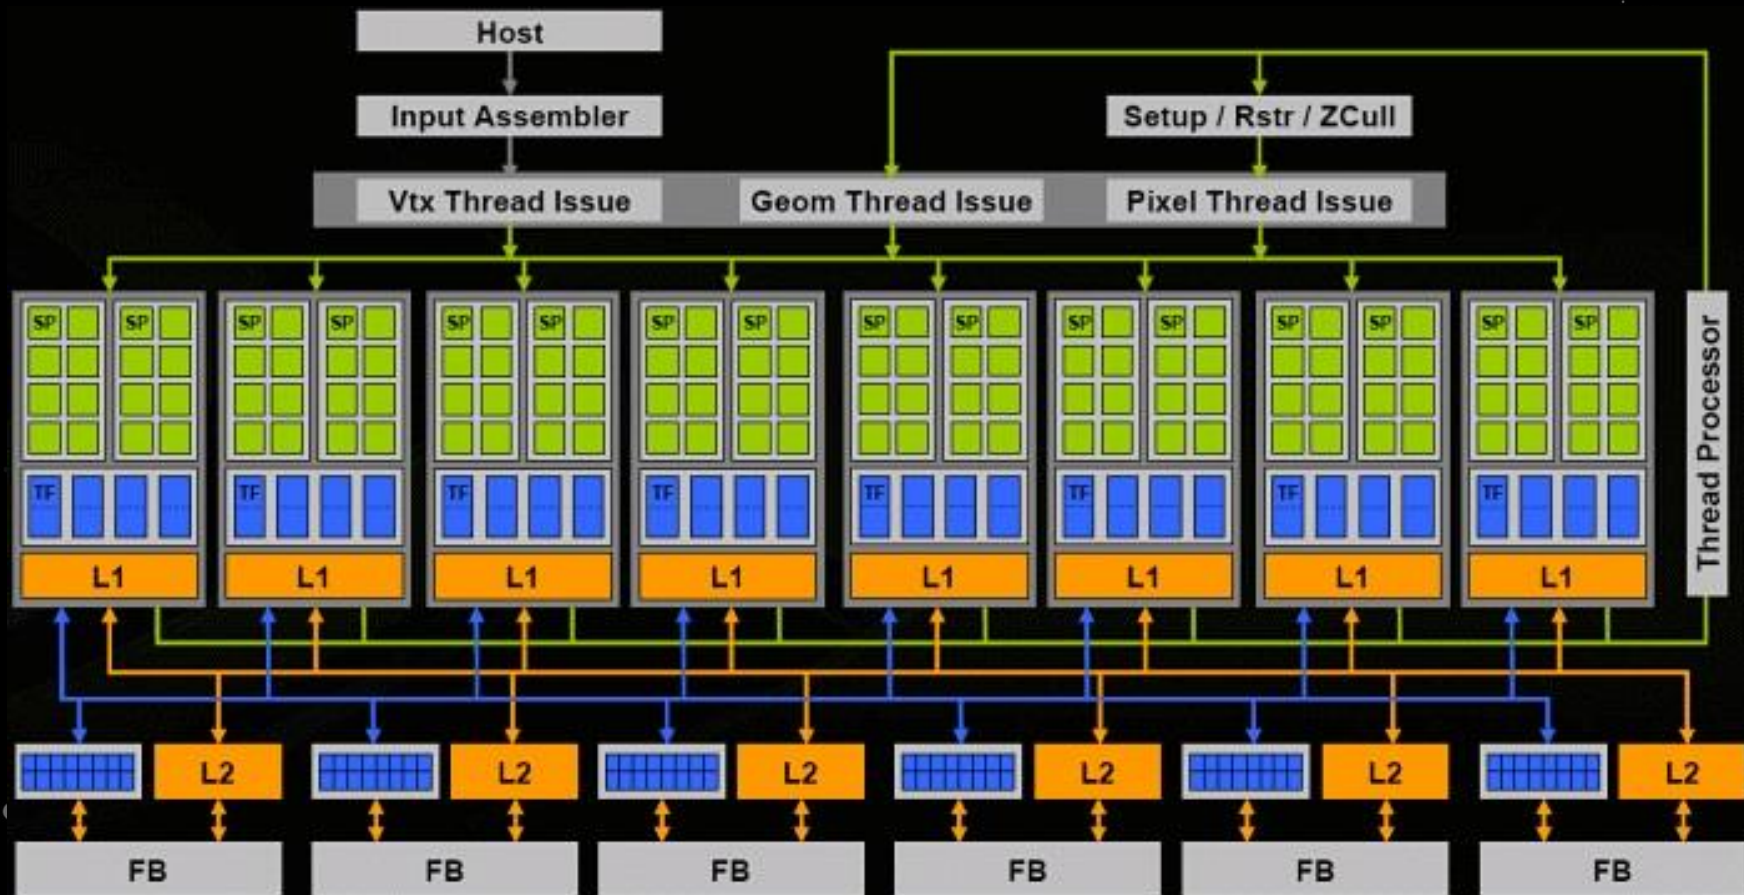 Host
Input Assembler
Setup / Rstr / ZCull
Vtx Thread Issue
Geom Thread Issue
Pixel Thread Issue
SP SP SP SP SP SP SP SP SP SP SP SP SP SP SP SP
Thread Processor
TF TF TF TF TF TF TF TF
L1 L1 L1 L1 L1 L1 L1 L1
L2 L2 L2 L2 L2 L2
FB FB FB FB FB FB